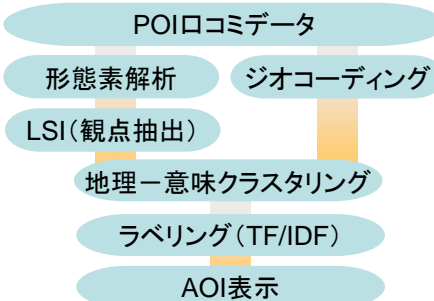 POI口コミデータ
形態素解析
ジオコーディング
LSI(観点抽出)
地理－意味クラスタリング
ラベリング(TF/IDF)
AOI表示